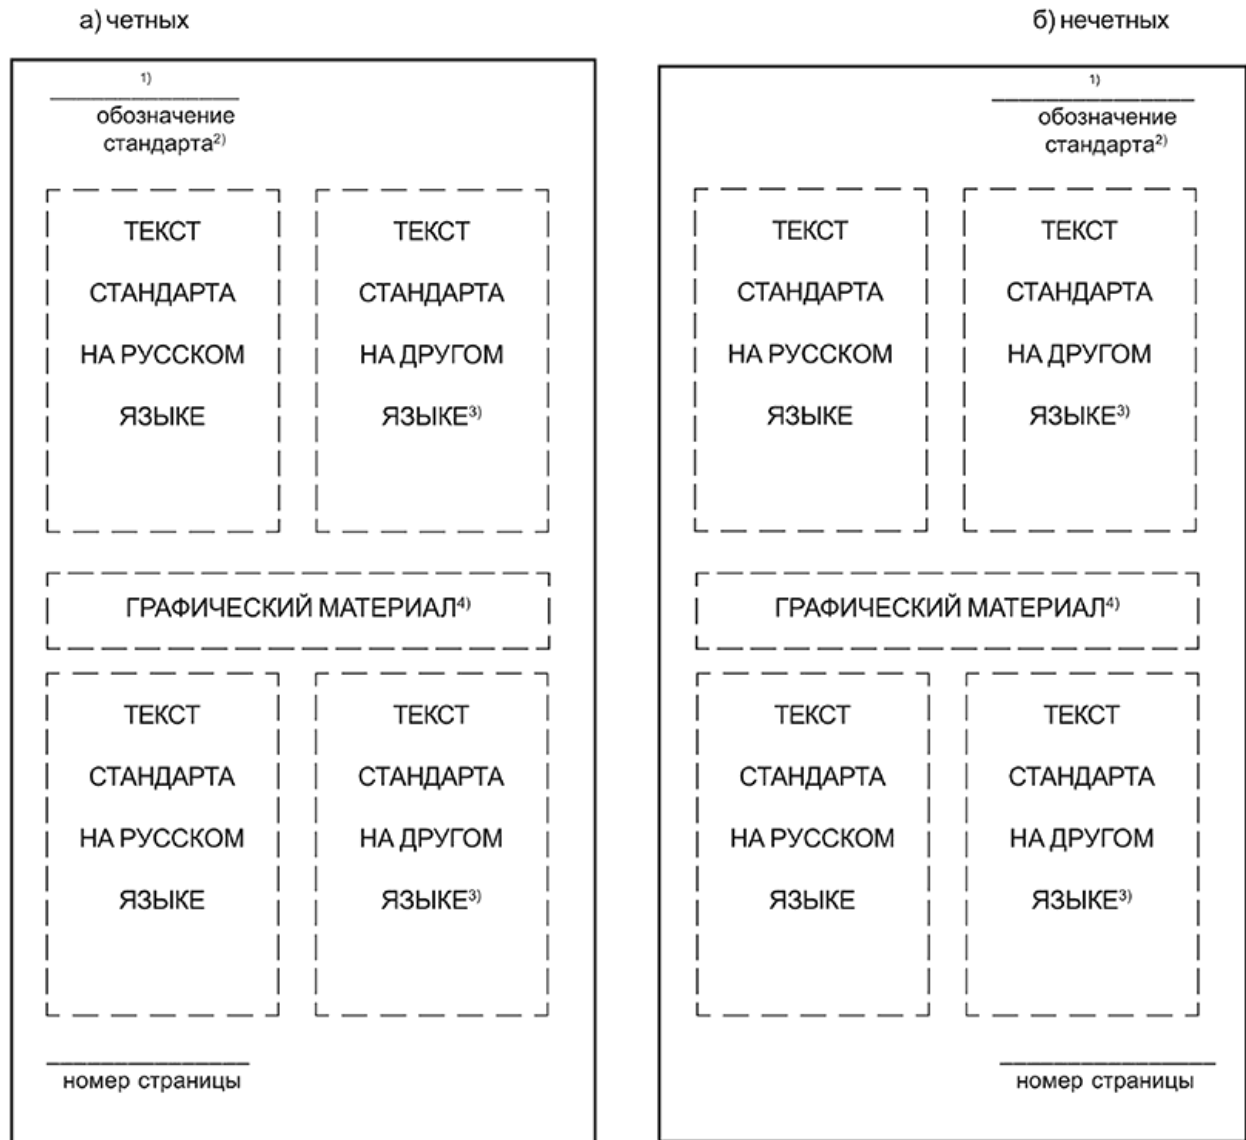 а) четных
б) нечетных
1)
обозначение
стандарта2)
ТЕКСТ
СТАНДАРТА
НА РУССКОМ
ЯЗЫКЕ
ТЕКСТ
СТАНДАРТА
НА ДРУГОМ
ЯЗЫКЕ3)
ГРАФИЧЕСКИЙ МАТЕРИАЛ4)
ТЕКСТ
СТАНДАРТА
НА РУССКОМ
ЯЗЫКЕ
ТЕКСТ
СТАНДАРТА
НА ДРУГОМ
ЯЗЫКЕ3)
номер страницы
1)
обозначение
стандарта2)
ТЕКСТ
СТАНДАРТА
НА РУССКОМ
ЯЗЫКЕ
ТЕКСТ
СТАНДАРТА
НА ДРУГОМ
ЯЗЫКЕ3)
ГРАФИЧЕСКИЙ МАТЕРИАЛ4)
ТЕКСТ
СТАНДАРТА
НА РУССКОМ
ЯЗЫКЕ
ТЕКСТ
СТАНДАРТА
НА ДРУГОМ
ЯЗЫКЕ3)
номер страницы